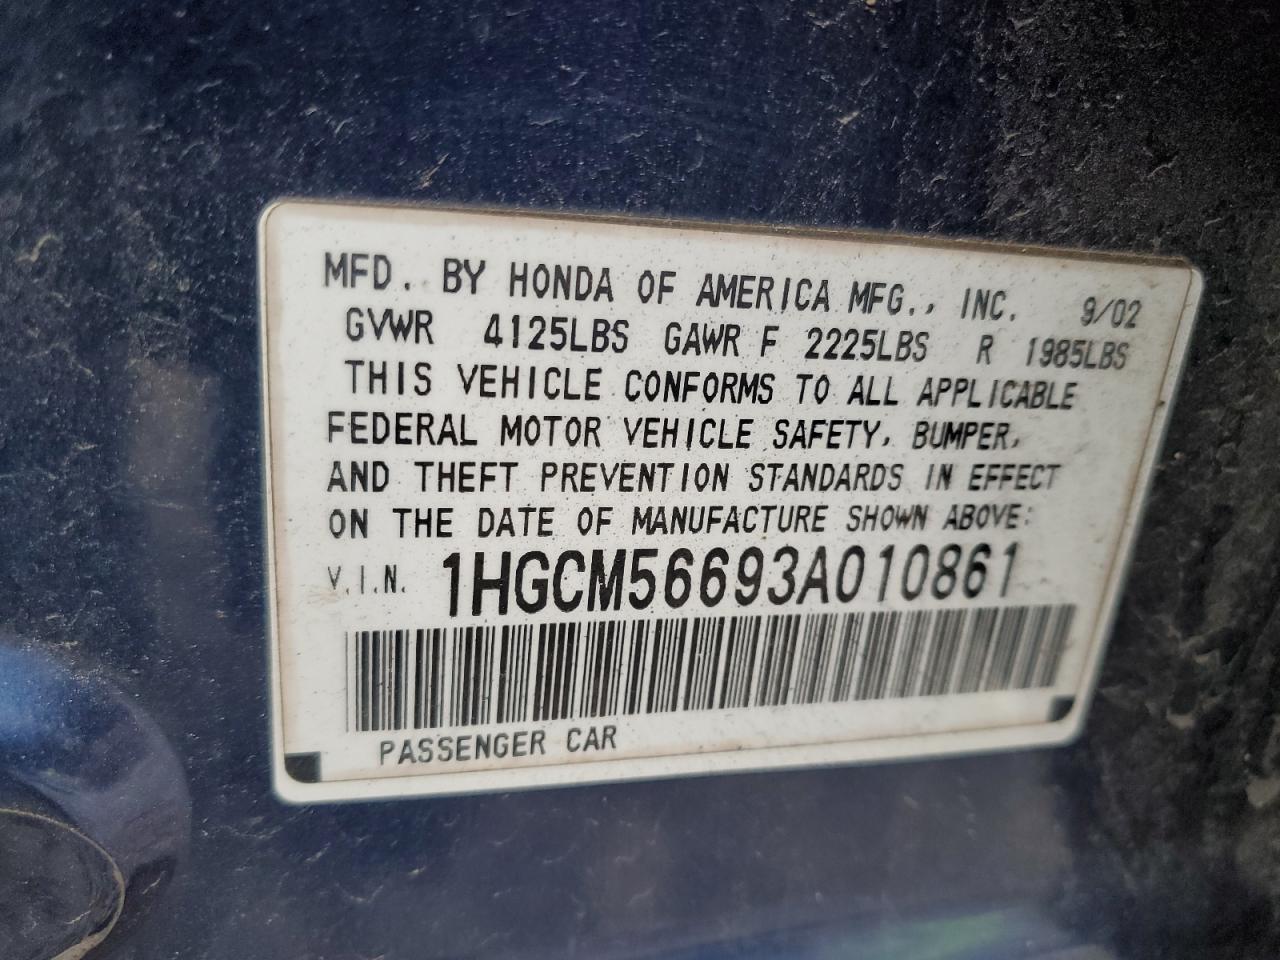 MFD. BY HONDA OF AMERICA MFG., INC. 9/02
GVWR 4125LBS GAWR F 2225LBS R 1985LBS
THIS VEHICLE CONFORMS TO ALL APPLICABLE
FEDERAL MOTOR VEHICLE SAFETY, BUMPER,
AND THEFT PREVENTION STANDARDS IN EFFECT
ON THE DATE OF MANUFACTURE SHOWN ABOVE:
V.I.N. 1HGCM56693A010861
PASSENGER CAR